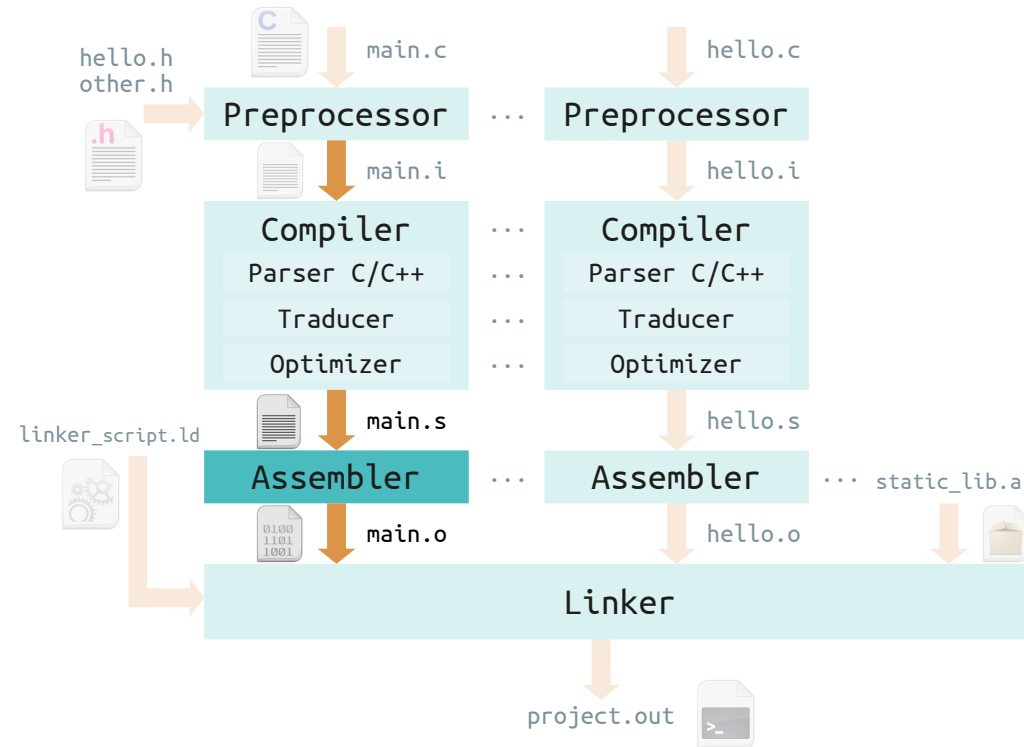 C
main.c
hello.c
hello.h
other.h
Preprocessor
...
Preprocessor
.h
main.i
hello.i
Compiler
...
Compiler
Parser C/C++
...
Parser C/C++
Traducer
...
Traducer
Optimizer
...
Optimizer
main.s
hello.s
linker_script.ld
Assembler
...
Assembler
...
static_lib.a
0100
1101
1001
main.o
hello.o
Linker
project.out
>_